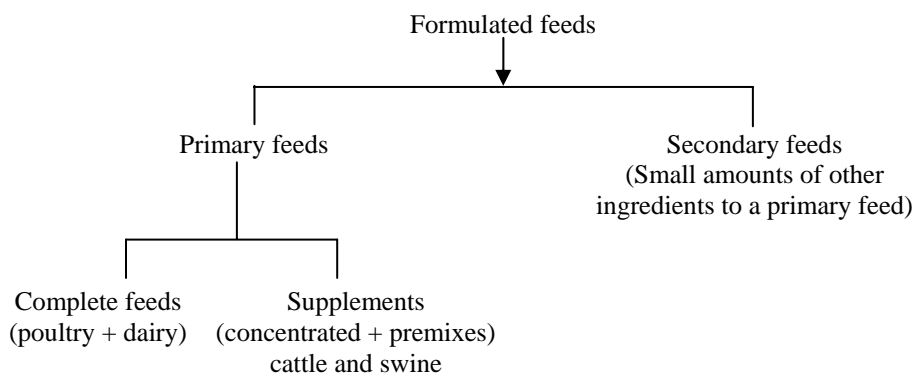 Formulated feeds
Primary feeds
Secondary feeds
(Small amounts of other
ingredients to a primary feed)
Complete feeds
(poultry + dairy)
Supplements
(concentrated + premixes)
cattle and swine